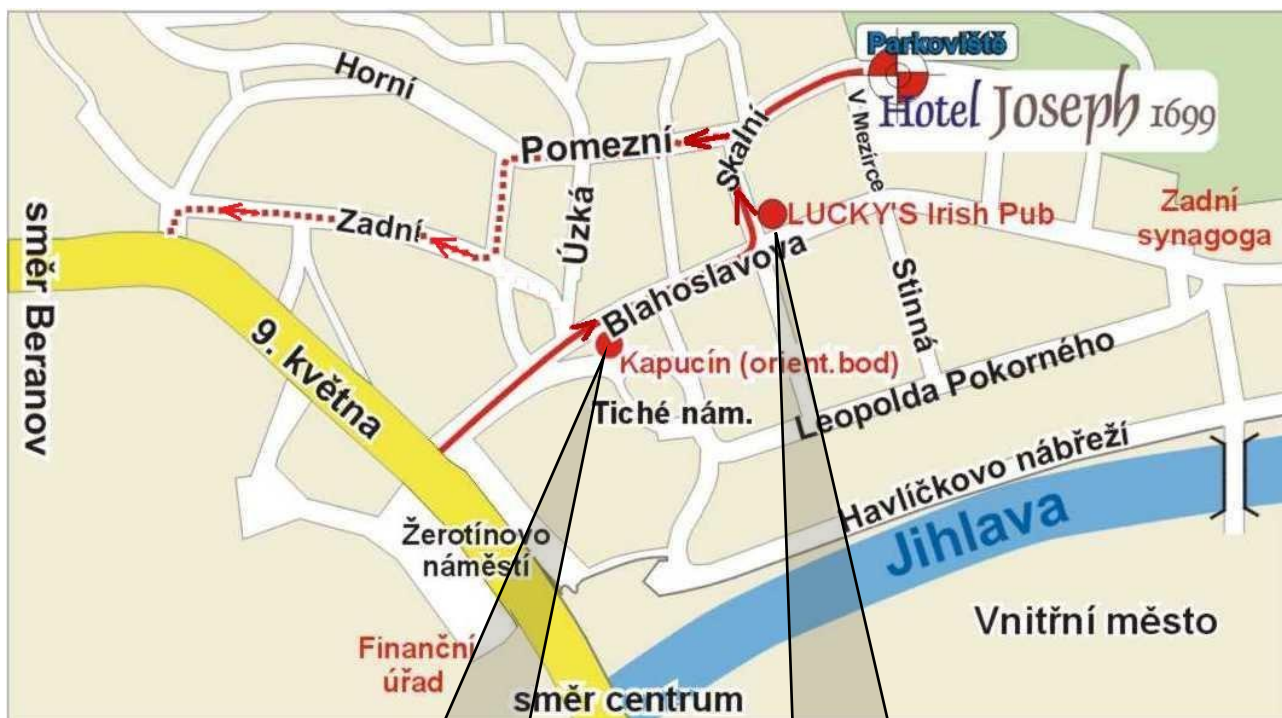 Parkoviště
Hotel Joseph 1699
Horní
Pomezní
Skalní
V Mezírce
LUCKY'S Irish Pub
Zadní
synagoga
směr Beranov
Zadní
Úzká
Blahoslavova
Stinná
9. května
Kapucín (orient.bod)
Tiché nám.
Leopolda Pokorného
Havlíčkovo nábřeží
Jihlava
Žerotínovo
náměstí
Vnitřní město
Finanční
úřad
směr centrum